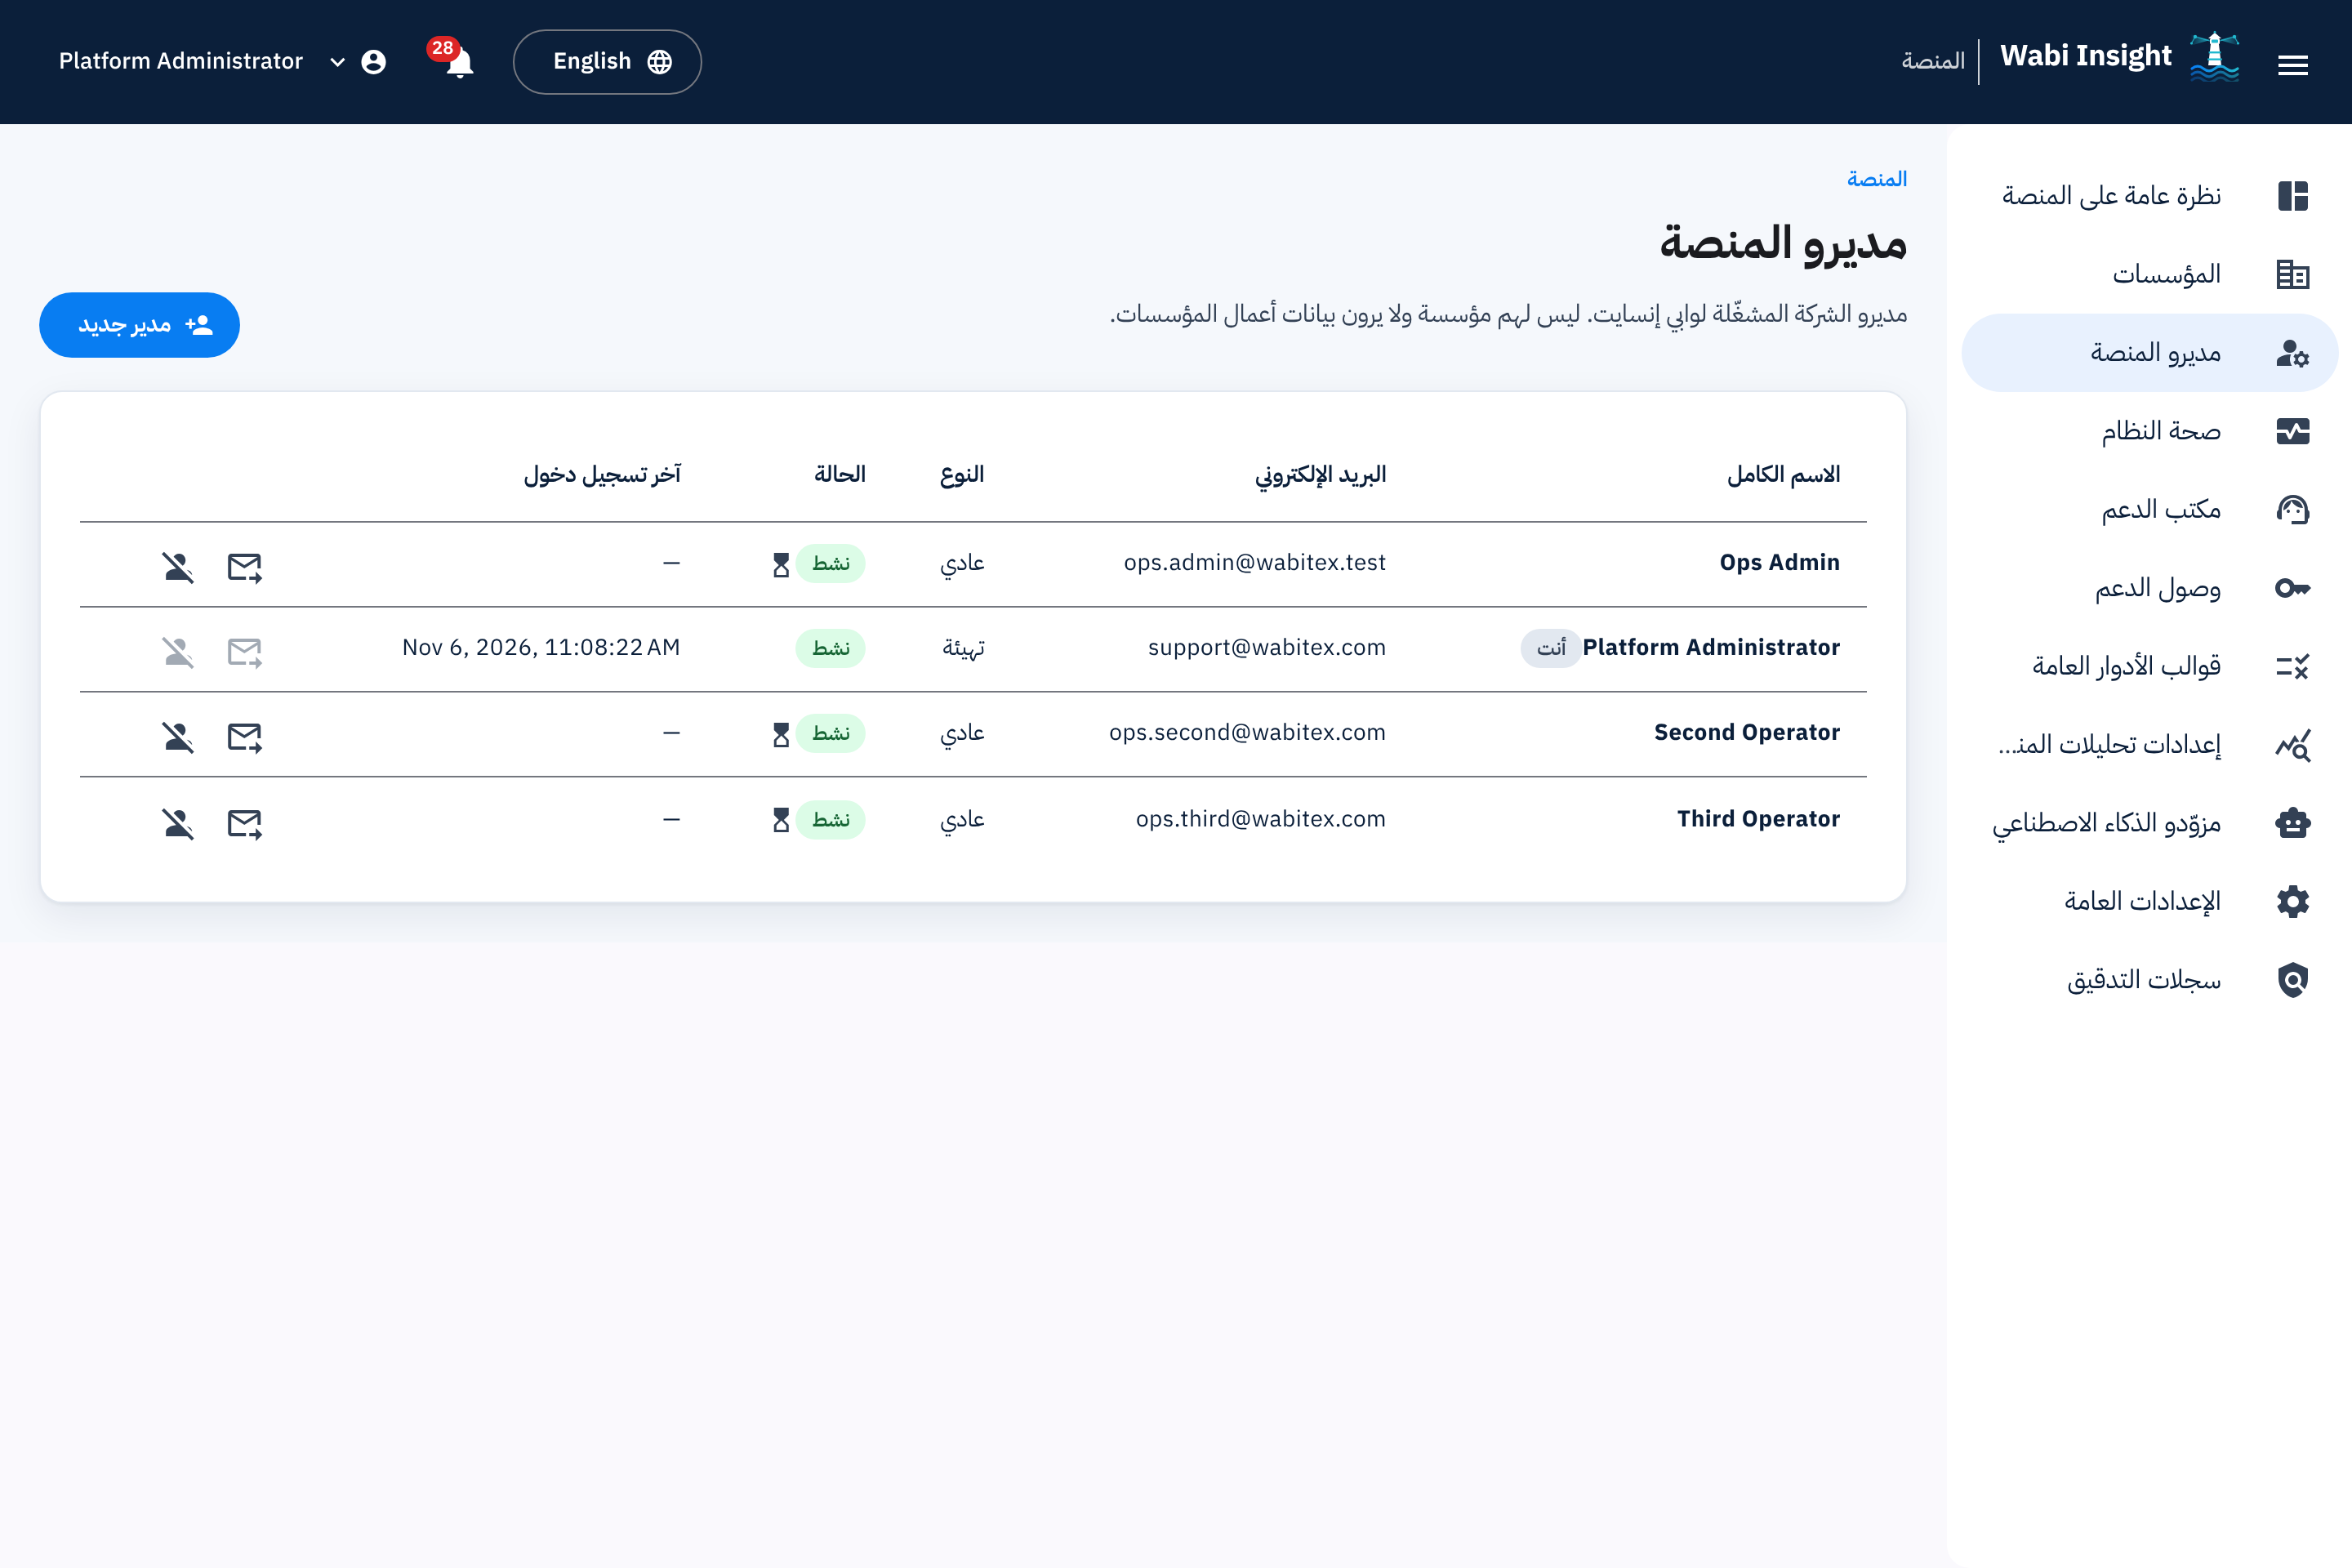 Wabi Insight
المنصة
English
28
Platform Administrator
نظرة عامة على المنصة
المؤسسات
مديرو المنصة
صحة النظام
مكتب الدعم
وصول الدعم
قوالب الأدوار العامة
إعدادات تحليلات المنـ...
مزوّدو الذكاء الاصطناعي
الإعدادات العامة
سجلات التدقيق
المنصة
مديرو المنصة
مديرو الشركة المشغّلة لوابي إنسايت. ليس لهم مؤسسة ولا يرون بيانات أعمال المؤسسات.
مدير جديد
الاسم الكامل البريد الإلكتروني النوع الحالة آخر تسجيل دخول
Ops Admin ops.admin@wabitex.test عادي نشط —
Platform Administrator أنت support@wabitex.com تهيئة نشط Nov 6, 2026, 11:08:22 AM
Second Operator ops.second@wabitex.com عادي نشط —
Third Operator ops.third@wabitex.com عادي نشط —